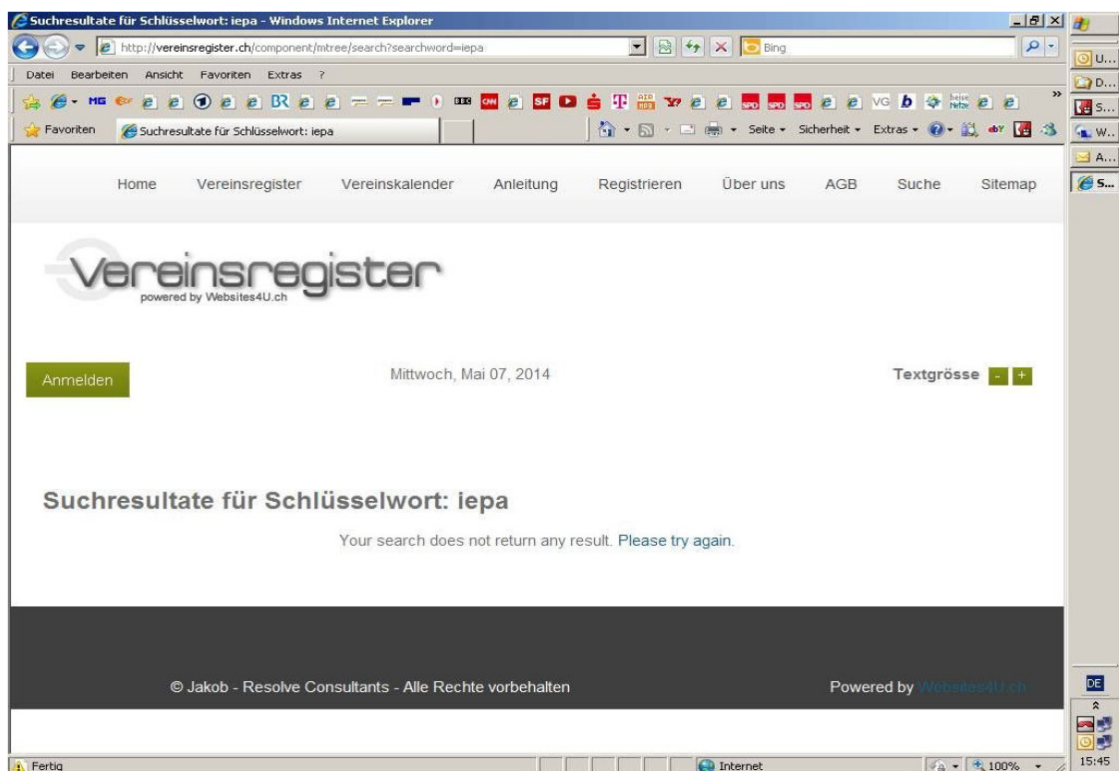 Suchresultate für Schlüsselwort: iepa - Windows Internet Explorer
http://vereinsregister.ch/component/mtree/search?searchword=iepa
Bing
Datei Bearbeiten Ansicht Favoriten Extras ?
Favoriten
Suchresultate für Schlüsselwort: iepa
Seite Sicherheit Extras
Home Vereinsregister Vereinskalender Anleitung Registrieren Über uns AGB Suche Sitemap
Vereinsregister
powered by Websites4U.ch
Anmelden
Mittwoch, Mai 07, 2014
Textgrösse - +
Suchresultate für Schlüsselwort: iepa
Your search does not return any result. Please try again.
© Jakob - Resolve Consultants - Alle Rechte vorbehalten
Powered by Websites4U.ch
Fertig
Internet
100%
U...
D...
S...
W...
A...
S...
DE
15:45